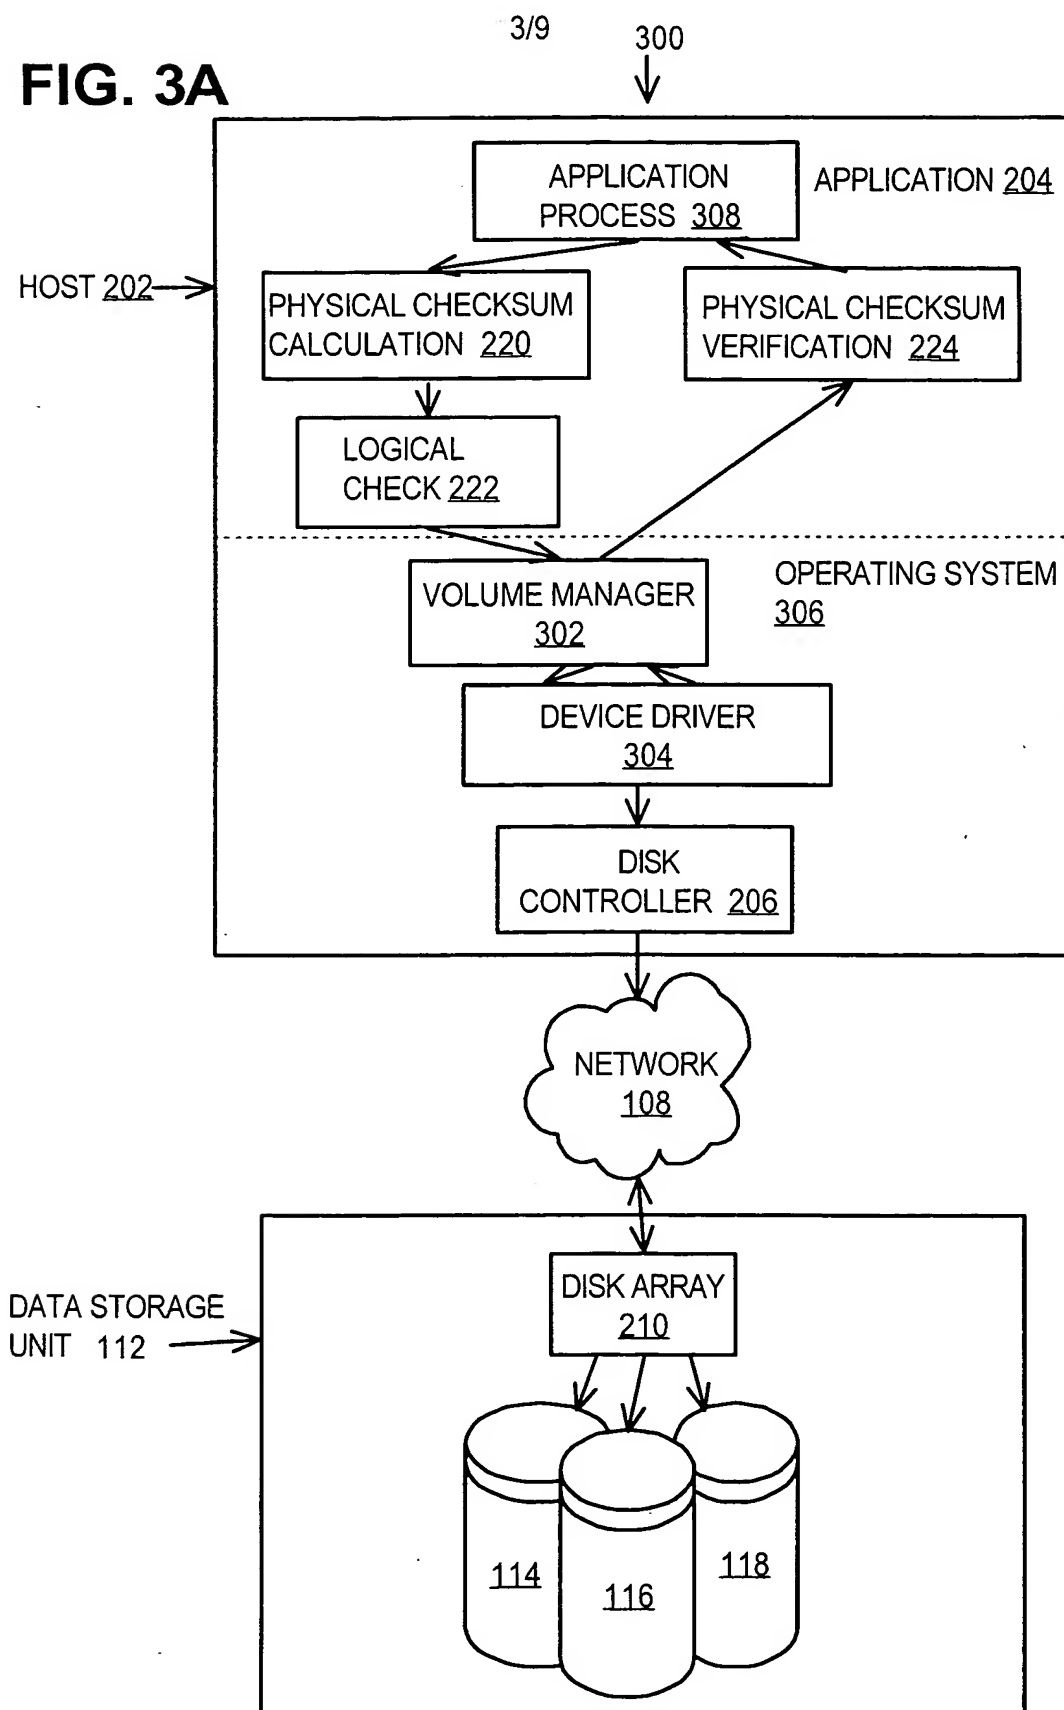 3/9
300
FIG. 3A
APPLICATION
PROCESS 308
APPLICATION 204
HOST 202
PHYSICAL CHECKSUM
CALCULATION 220
PHYSICAL CHECKSUM
VERIFICATION 224
LOGICAL
CHECK 222
VOLUME MANAGER
302
OPERATING SYSTEM
306
DEVICE DRIVER
304
DISK
CONTROLLER 206
NETWORK
108
DISK ARRAY
210
DATA STORAGE
UNIT 112
114
116
118